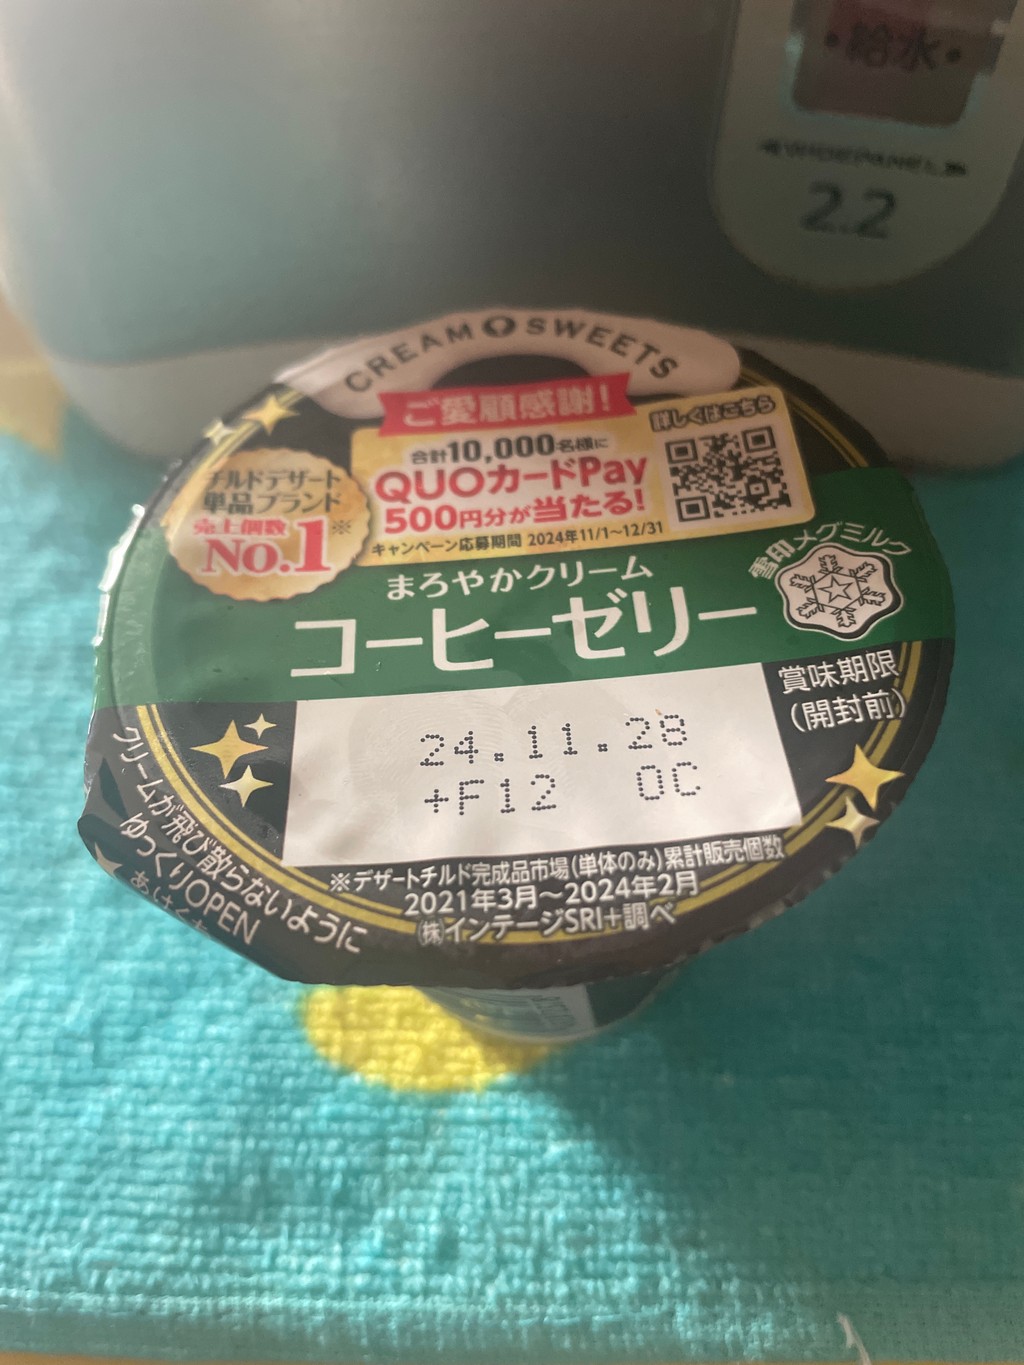 ・給水・
◀WIDEPANEL▶
2.2
CREAM SWEETS
ご愛顧感謝!
詳しくはこちら
合計10,000名様に
QUOカードPay
500円分が当たる!
キャンペーン応募期間 2024年11/1～12/31
チルドデザート
単品ブランド
売上個数※
No.1
雪印メグミルク
まろやかクリーム
コーヒーゼリー
賞味期限
(開封前)
24.11.28
+F12 OC
※デザートチルド完成品市場(単体のみ)累計販売個数
2021年3月～2024年2月
㈱インテージSRI+調べ
クリームが飛び散らないように
ゆっくりOPEN